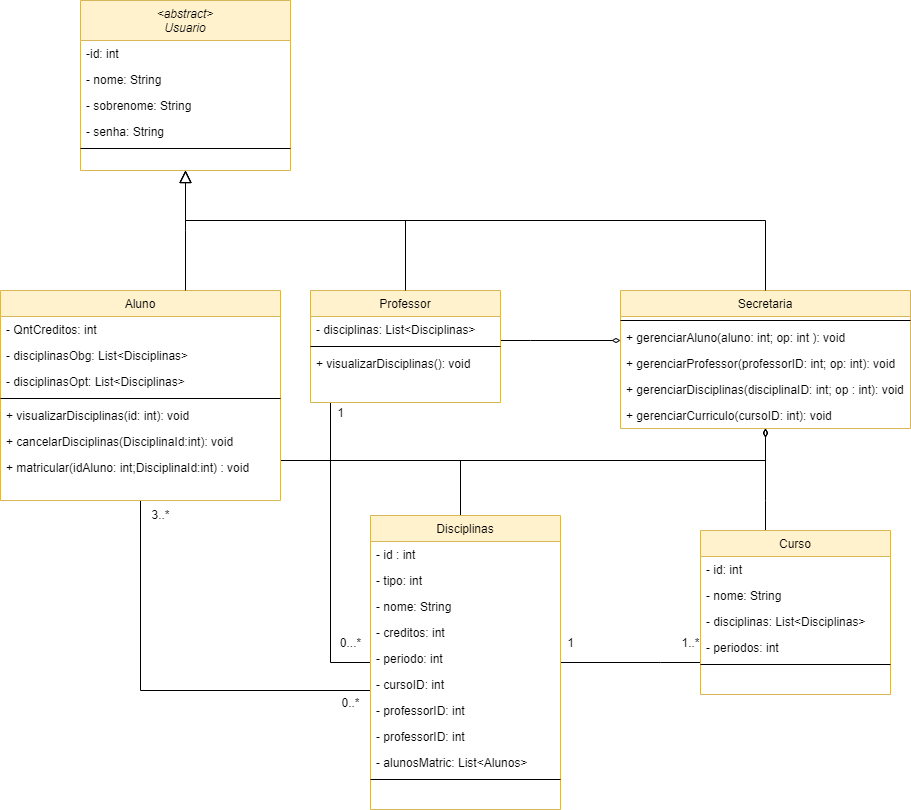 <abstract>
Usuario
-id: int
- nome: String
- sobrenome: String
- senha: String
Aluno
- QntCreditos: int
- disciplinasObg: List<Disciplinas>
- disciplinasOpt: List<Disciplinas>
+ visualizarDisciplinas(id: int): void
+ cancelarDisciplinas(DisciplinaId:int): void
+ matricular(idAluno: int;DisciplinaId:int) : void
Professor
- disciplinas: List<Disciplinas>
+ visualizarDisciplinas(): void
Secretaria
+ gerenciarAluno(aluno: int; op: int ): void
+ gerenciarProfessor(professorID: int; op: int): void
+ gerenciarDisciplinas(disciplinaID: int; op : int): void
+ gerenciarCurriculo(cursoID: int): void
1
3..*
0...*
0..*
1
1..*
Disciplinas
- id : int
- tipo: int
- nome: String
- creditos: int
- periodo: int
- cursoID: int
- professorID: int
- professorID: int
- alunosMatric: List<Alunos>
Curso
- id: int
- nome: String
- disciplinas: List<Disciplinas>
- periodos: int